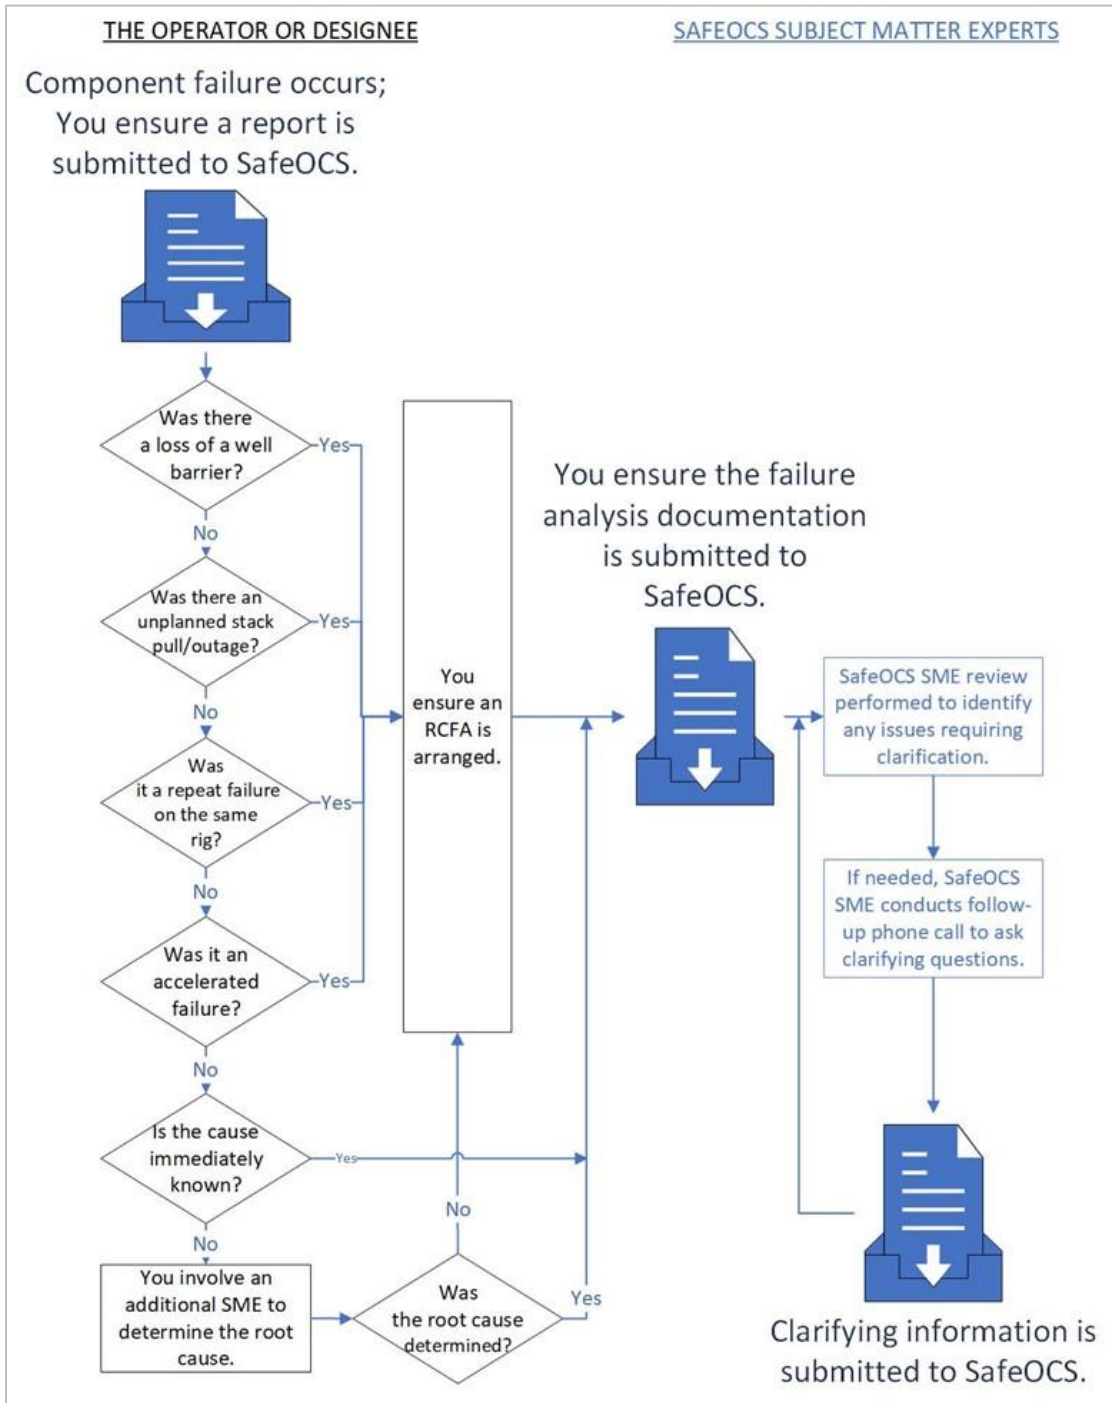 THE OPERATOR OR DESIGNEE
SAFEOCS SUBJECT MATTER EXPERTS
Component failure occurs;
You ensure a report is
submitted to SafeOCS.
Was there
a loss of a well
barrier?
Yes
No
Was there an
unplanned stack
pull/outage?
Yes
No
Was
it a repeat failure
on the same
rig?
Yes
No
Was it an
accelerated
failure?
Yes
No
Is the cause
immediately
known?
Yes
No
You involve an
additional SME to
determine the root
cause.
Was
the root cause
determined?
No
Yes
You
ensure an
RCFA is
arranged.
You ensure the failure
analysis documentation
is submitted to
SafeOCS.
SafeOCS SME review
performed to identify
any issues requiring
clarification.
If needed, SafeOCS
SME conducts follow-
up phone call to ask
clarifying questions.
Clarifying information is
submitted to SafeOCS.